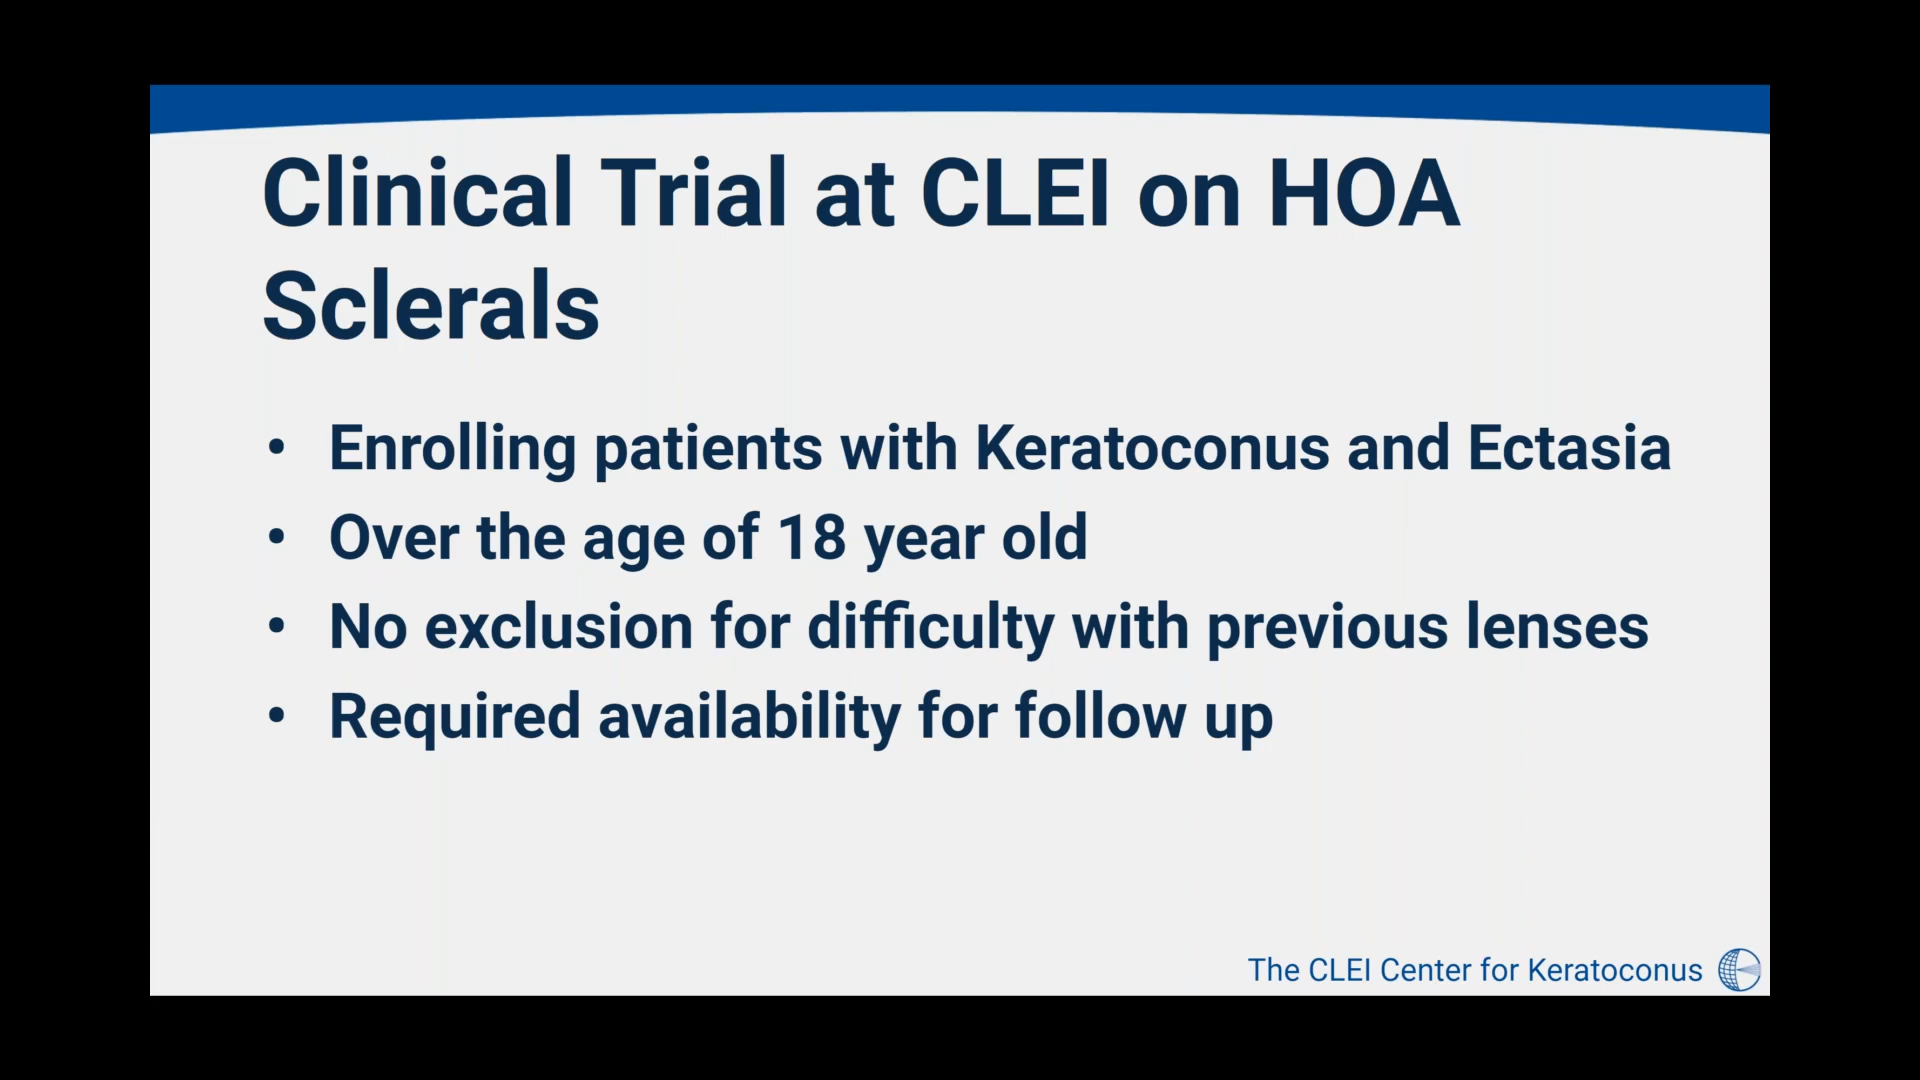 Clinical Trial at CLEI on HOA
Sclerals
• Enrolling patients with Keratoconus and Ectasia
• Over the age of 18 year old
• No exclusion for difficulty with previous lenses
• Required availability for follow up
The CLEI Center for Keratoconus